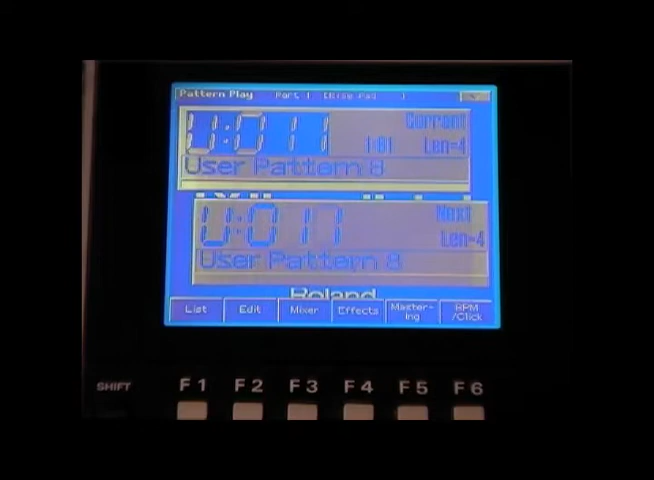 Pattern Play Part 1
U:011 Current
1:01 Len=4
User Pattern 8
U:011 Next
Len=4
User Pattern 8
Roland
List Edit Mixer Effects Master-ing BPM/Click
SHIFT F1 F2 F3 F4 F5 F6